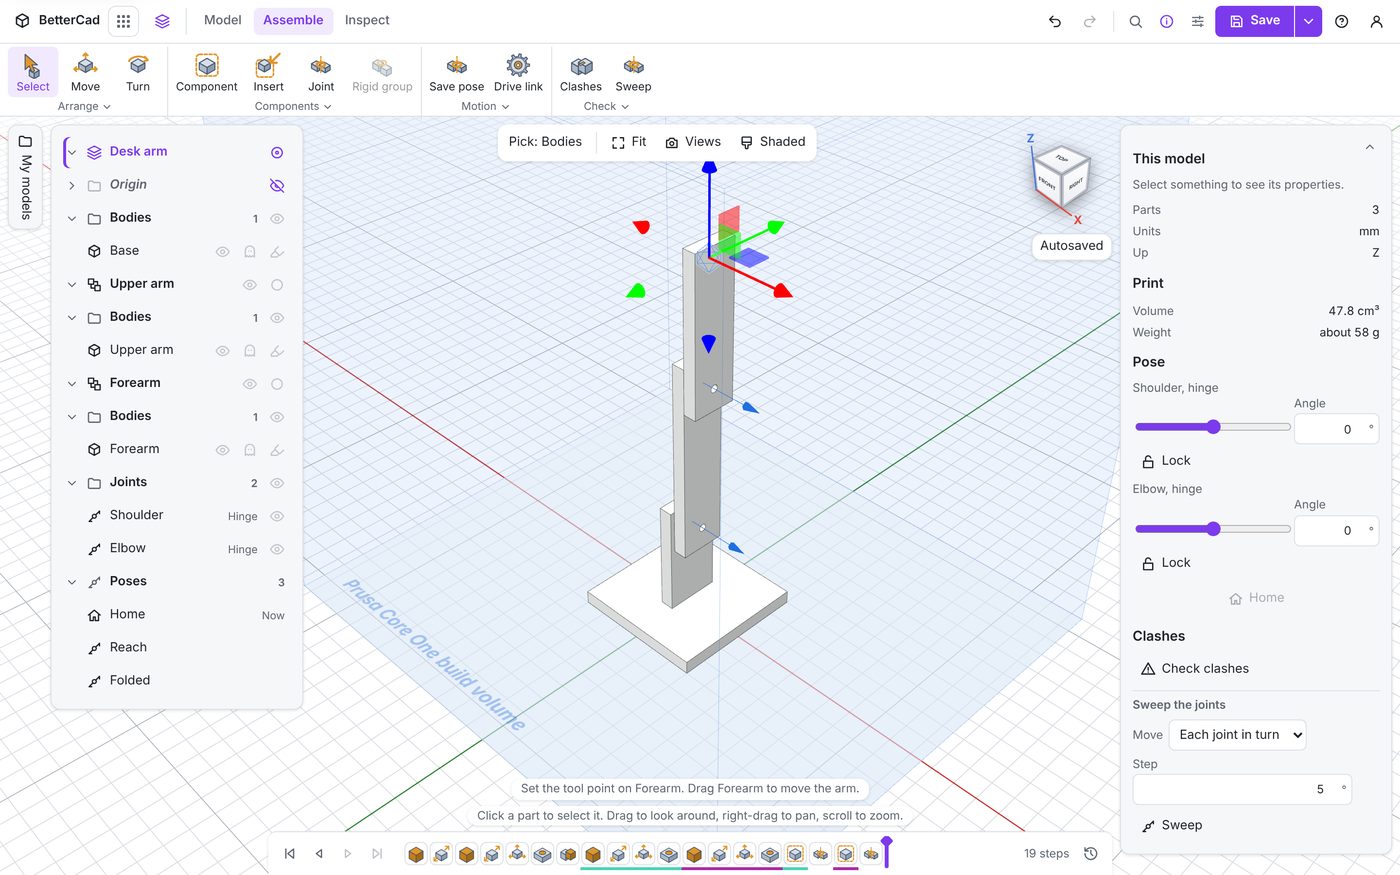 BetterCad
Model
Assemble
Inspect
Save
Select
Move
Turn
Component
Insert
Joint
Rigid group
Save pose
Drive link
Clashes
Sweep
Arrange
Components
Motion
Check
My models
Desk arm
Origin
Bodies 1
Base
Upper arm
Bodies 1
Upper arm
Forearm
Bodies 1
Forearm
Joints 2
Shoulder Hinge
Elbow Hinge
Poses 3
Home Now
Reach
Folded
Pick: Bodies
Fit
Views
Shaded
Z
TOP
FRONT
RIGHT
X
Autosaved
Prusa Core One build volume
Set the tool point on Forearm. Drag Forearm to move the arm.
Click a part to select it. Drag to look around, right-drag to pan, scroll to zoom.
19 steps
This model
Select something to see its properties.
Parts 3
Units mm
Up Z
Print
Volume 47.8 cm³
Weight about 58 g
Pose
Shoulder, hinge
Angle
0 °
Lock
Elbow, hinge
Angle
0 °
Lock
Home
Clashes
Check clashes
Sweep the joints
Move Each joint in turn
Step
5 °
Sweep